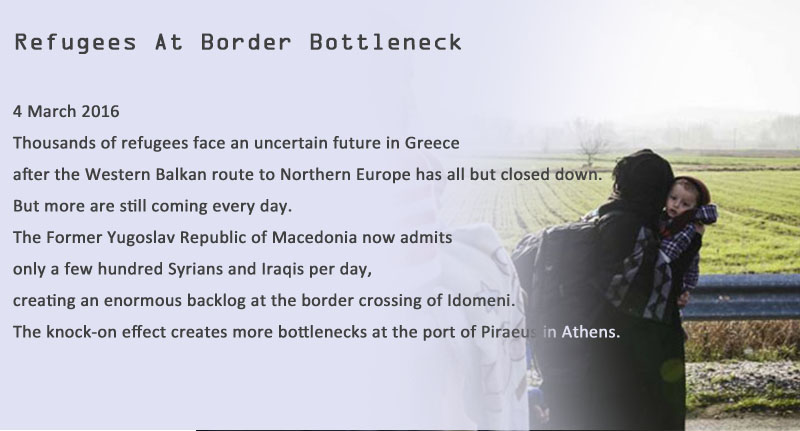 Refugees At Border Bottleneck
4 March 2016
Thousands of refugees face an uncertain future in Greece
after the Western Balkan route to Northern Europe has all but closed down.
But more are still coming every day.
The Former Yugoslav Republic of Macedonia now admits
only a few hundred Syrians and Iraqis per day,
creating an enormous backlog at the border crossing of Idomeni.
The knock-on effect creates more bottlenecks at the port of Piraeus in Athens.